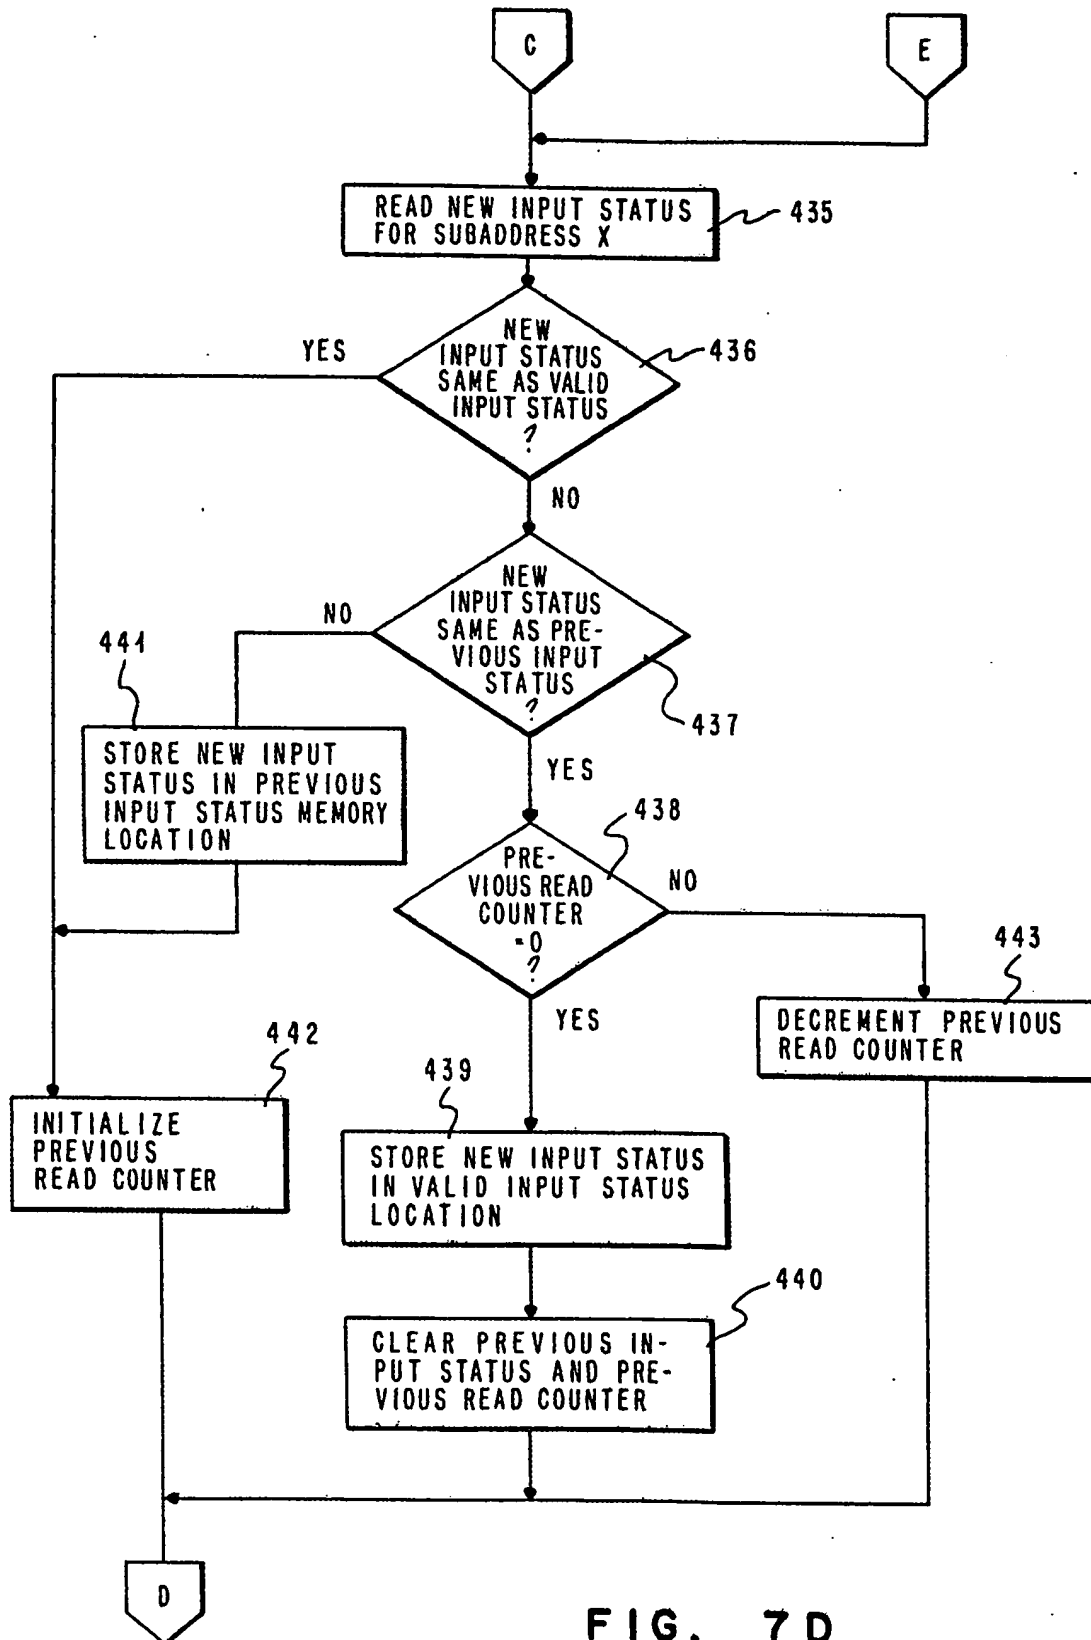 C
E
READ NEW INPUT STATUS
FOR SUBADDRESS X
435
NEW
INPUT STATUS
SAME AS VALID
INPUT STATUS
?
436
YES
NO
NEW
INPUT STATUS
SAME AS PRE-
VIOUS INPUT
STATUS
?
437
NO
441
STORE NEW INPUT
STATUS IN PREVIOUS
INPUT STATUS MEMORY
LOCATION
YES
438
PRE-
VIOUS READ
COUNTER
=0
?
NO
443
DECREMENT PREVIOUS
READ COUNTER
YES
442
INITIALIZE
PREVIOUS
READ COUNTER
439
STORE NEW INPUT STATUS
IN VALID INPUT STATUS
LOCATION
440
CLEAR PREVIOUS IN-
PUT STATUS AND PRE-
VIOUS READ COUNTER
D
FIG. 7D